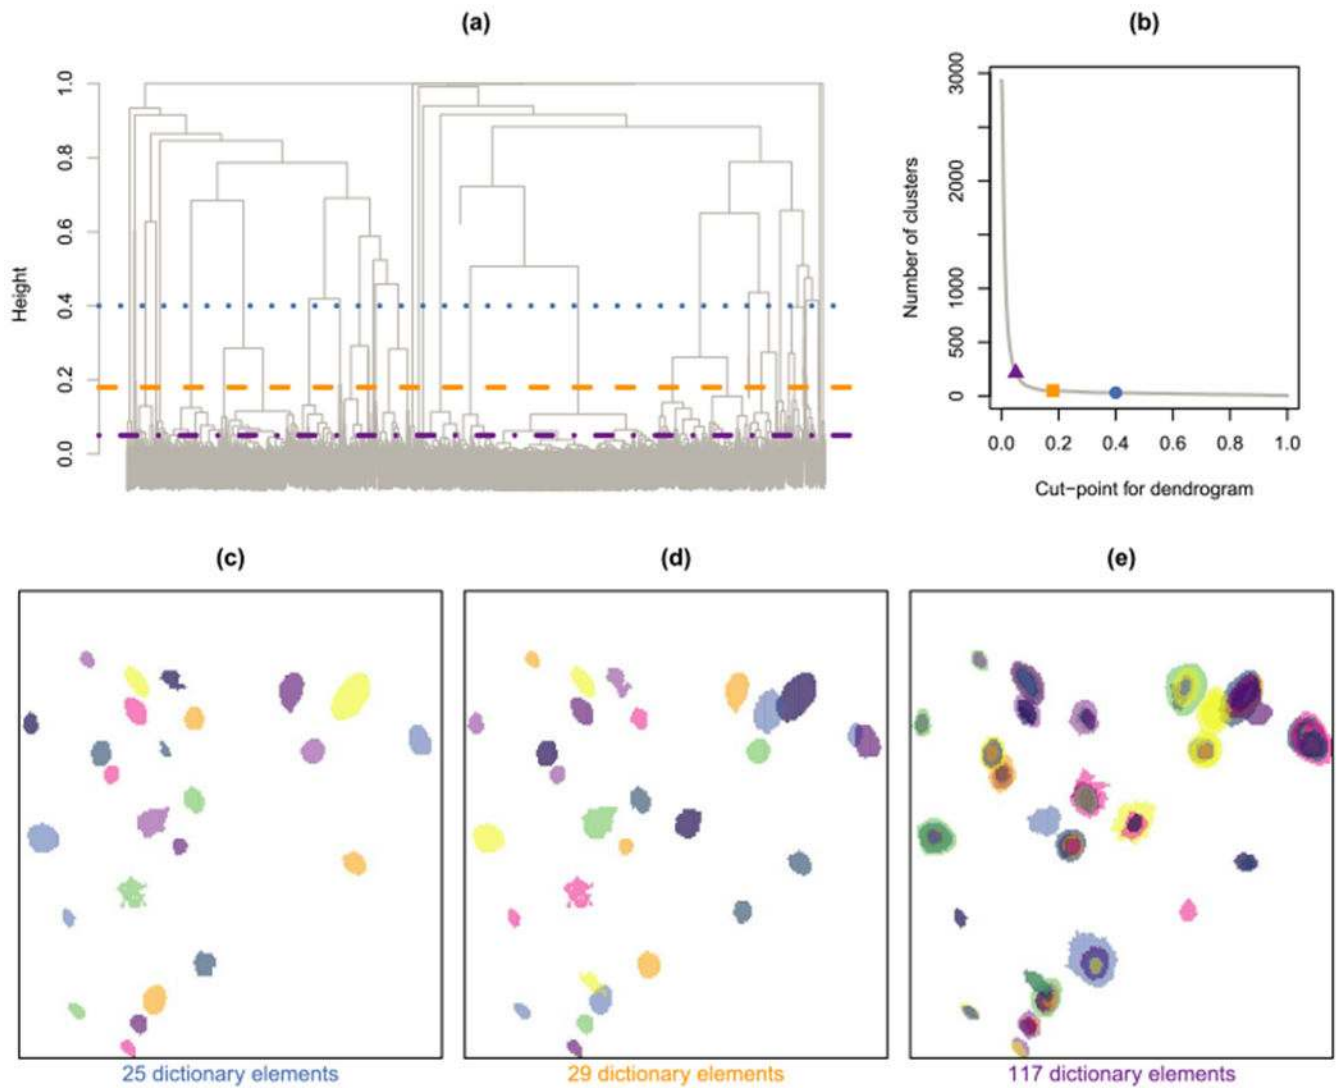 (a)
(b)
Height
0.0 0.2 0.4 0.6 0.8 1.0
Number of clusters
0 500 1000 2000 3000
0.0 0.2 0.4 0.6 0.8 1.0
Cut−point for dendrogram
(c)
(d)
(e)
25 dictionary elements
29 dictionary elements
117 dictionary elements